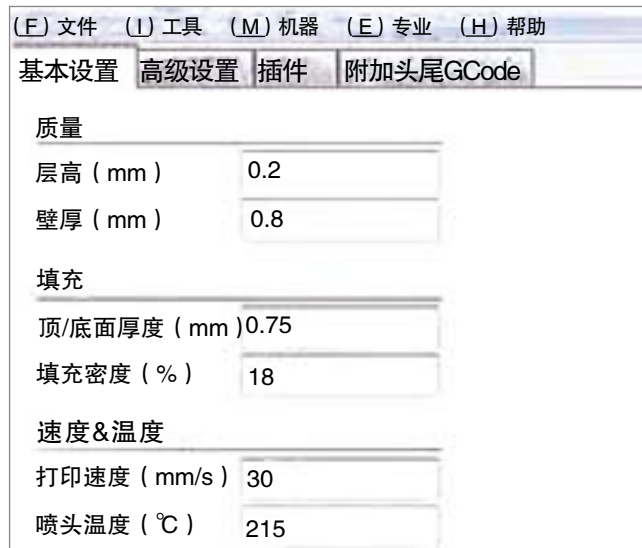 (F)文件 (I)工具 (M)机器 (E)专业 (H)帮助
基本设置 高级设置 插件 附加头尾GCode
质量
层高(mm) 0.2
壁厚(mm) 0.8
填充
顶/底面厚度(mm) 0.75
填充密度(%) 18
速度&温度
打印速度(mm/s) 30
喷头温度(℃) 215